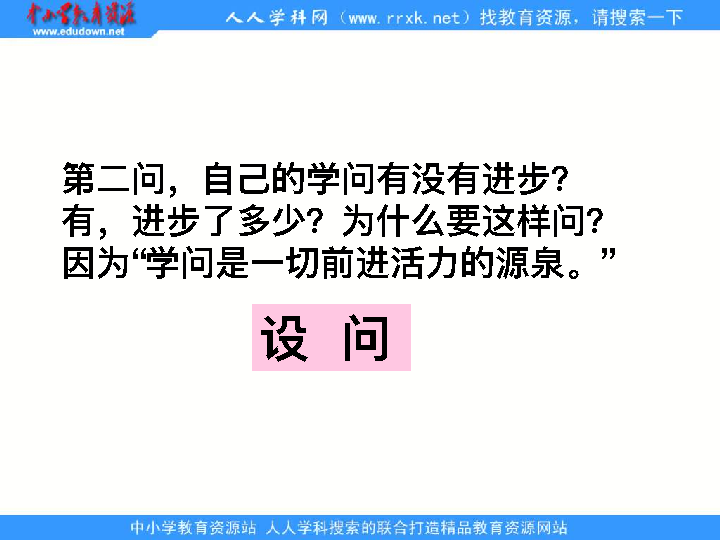 中小学教育资源
www.edudown.net
人人学科网（www.rrxk.net）找教育资源，请搜索一下
第二问，自己的学问有没有进步？
有，进步了多少？为什么要这样问？
因为“学问是一切前进活力的源泉。”
设 问
中小学教育资源站 人人学科搜索的联合打造精品教育资源网站